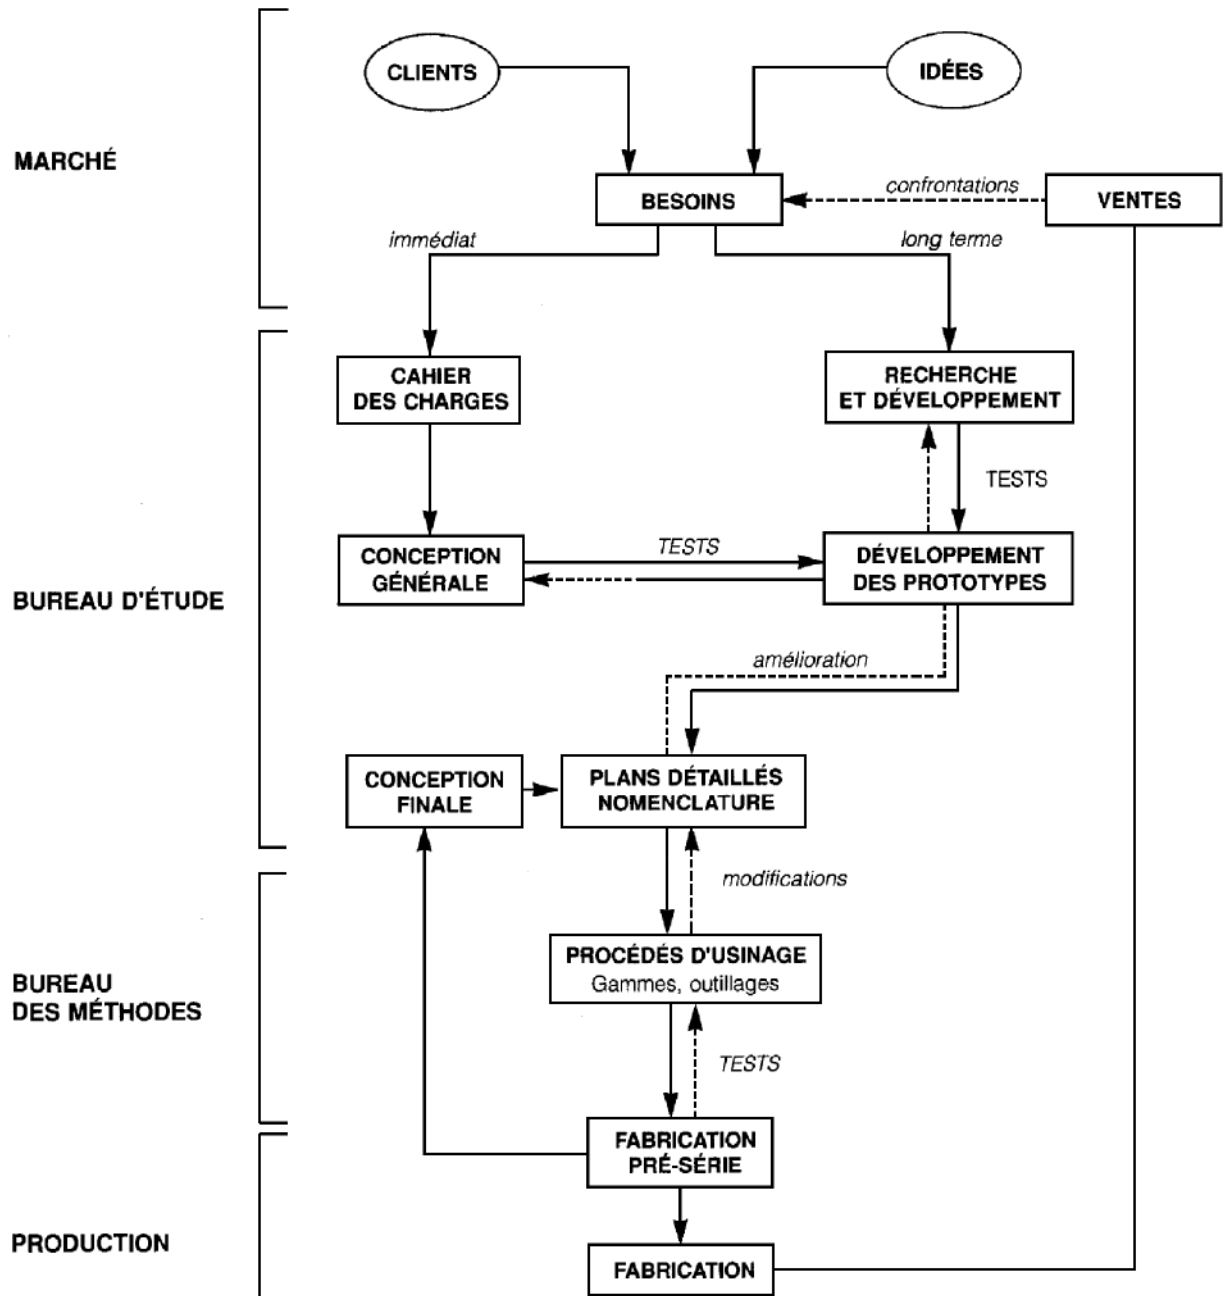 CLIENTS
IDÉES
MARCHÉ
confrontations
BESOINS
VENTES
immédiat
long terme
CAHIER
DES CHARGES
RECHERCHE
ET DÉVELOPPEMENT
TESTS
CONCEPTION
GÉNÉRALE
TESTS
DÉVELOPPEMENT
DES PROTOTYPES
BUREAU D'ÉTUDE
amélioration
CONCEPTION
FINALE
PLANS DÉTAILLÉS
NOMENCLATURE
modifications
BUREAU
DES MÉTHODES
PROCÉDÉS D'USINAGE
Gammes, outillages
TESTS
FABRICATION
PRÉ-SÉRIE
PRODUCTION
FABRICATION